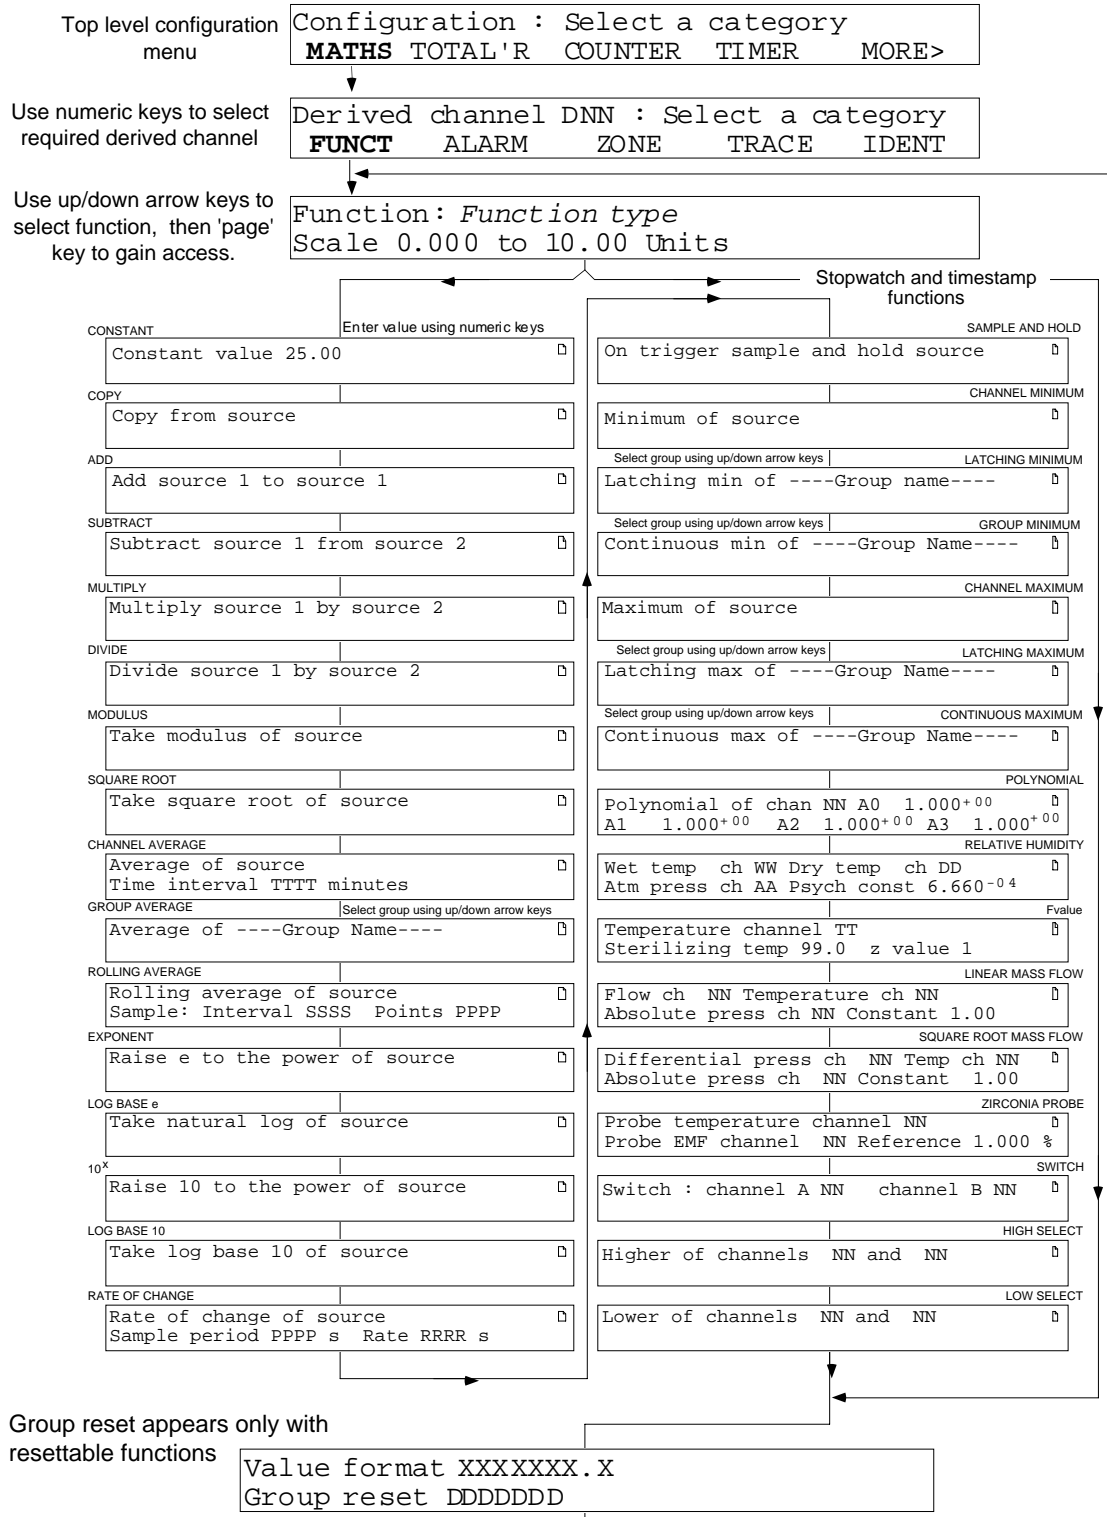 Top level configuration
menu
Configuration : Select a category
MATHS TOTAL'R COUNTER TIMER MORE>
Use numeric keys to select
required derived channel
Derived channel DNN : Select a category
FUNCT ALARM ZONE TRACE IDENT
Use up/down arrow keys to
select function, then 'page'
key to gain access.
Function: Function type
Scale 0.000 to 10.00 Units
Stopwatch and timestamp
functions
CONSTANT
Enter value using numeric keys
Constant value 25.00
COPY
Copy from source
ADD
Add source 1 to source 1
SUBTRACT
Subtract source 1 from source 2
MULTIPLY
Multiply source 1 by source 2
DIVIDE
Divide source 1 by source 2
MODULUS
Take modulus of source
SQUARE ROOT
Take square root of source
CHANNEL AVERAGE
Average of source
Time interval TTTT minutes
GROUP AVERAGE
Select group using up/down arrow keys
Average of ----Group Name----
ROLLING AVERAGE
Rolling average of source
Sample: Interval SSSS Points PPPP
EXPONENT
Raise e to the power of source
LOG BASE e
Take natural log of source
10^X
Raise 10 to the power of source
LOG BASE 10
Take log base 10 of source
RATE OF CHANGE
Rate of change of source
Sample period PPPP s Rate RRRR s
SAMPLE AND HOLD
On trigger sample and hold source
CHANNEL MINIMUM
Minimum of source
Select group using up/down arrow keys
LATCHING MINIMUM
Latching min of ----Group name----
Select group using up/down arrow keys
GROUP MINIMUM
Continuous min of ----Group Name----
CHANNEL MAXIMUM
Maximum of source
Select group using up/down arrow keys
LATCHING MAXIMUM
Latching max of ----Group Name----
Select group using up/down arrow keys
CONTINUOUS MAXIMUM
Continuous max of ----Group Name----
POLYNOMIAL
Polynomial of chan NN A0 1.000+00
A1 1.000+00 A2 1.000+00 A3 1.000+00
RELATIVE HUMIDITY
Wet temp ch WW Dry temp ch DD
Atm press ch AA Psych const 6.660-04
Fvalue
Temperature channel TT
Sterilizing temp 99.0 z value 1
LINEAR MASS FLOW
Flow ch NN Temperature ch NN
Absolute press ch NN Constant 1.00
SQUARE ROOT MASS FLOW
Differential press ch NN Temp ch NN
Absolute press ch NN Constant 1.00
ZIRCONIA PROBE
Probe temperature channel NN
Probe EMF channel NN Reference 1.000 %
SWITCH
Switch : channel A NN channel B NN
HIGH SELECT
Higher of channels NN and NN
LOW SELECT
Lower of channels NN and NN
Group reset appears only with
resettable functions
Value format XXXXXXX.X
Group reset DDDDDDD